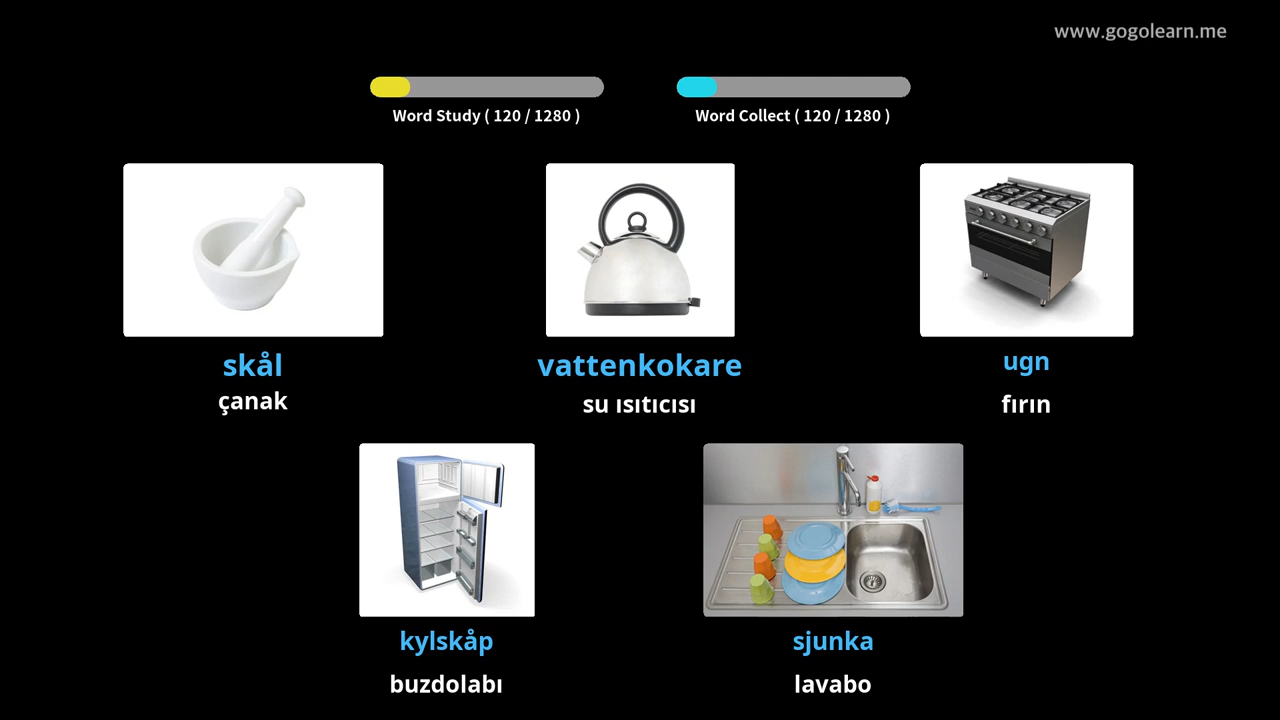 www.gogolearn.me
Word Study ( 120 / 1280 )
Word Collect ( 120 / 1280 )
skål
çanak
vattenkokare
su ısıtıcısı
ugn
fırın
kylskåp
buzdolabı
sjunka
lavabo